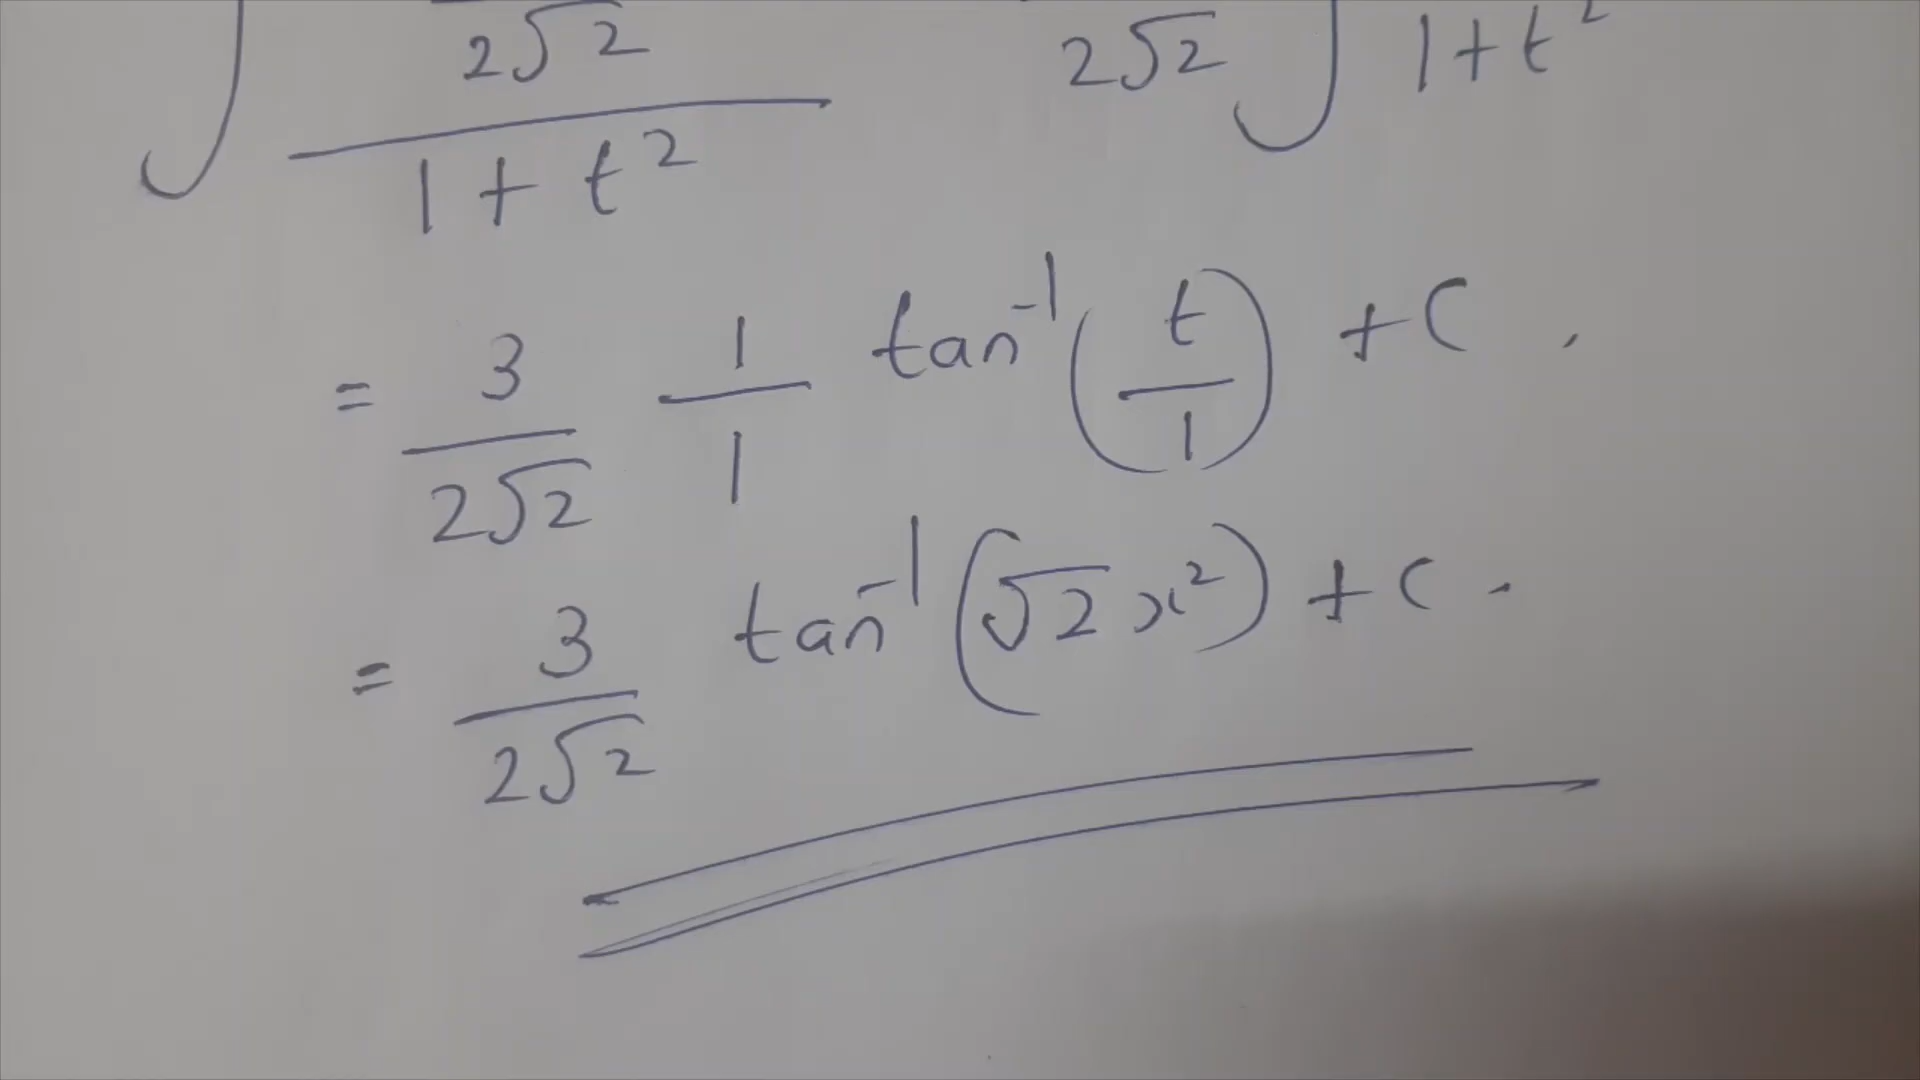 ∫ 2√2 / 1 + t² 2√2 ∫ 1 + t²
= 3/2√2 1/1 tan⁻¹ (t/1) + C .
= 3/2√2 tan⁻¹ (√2 x²) + C .